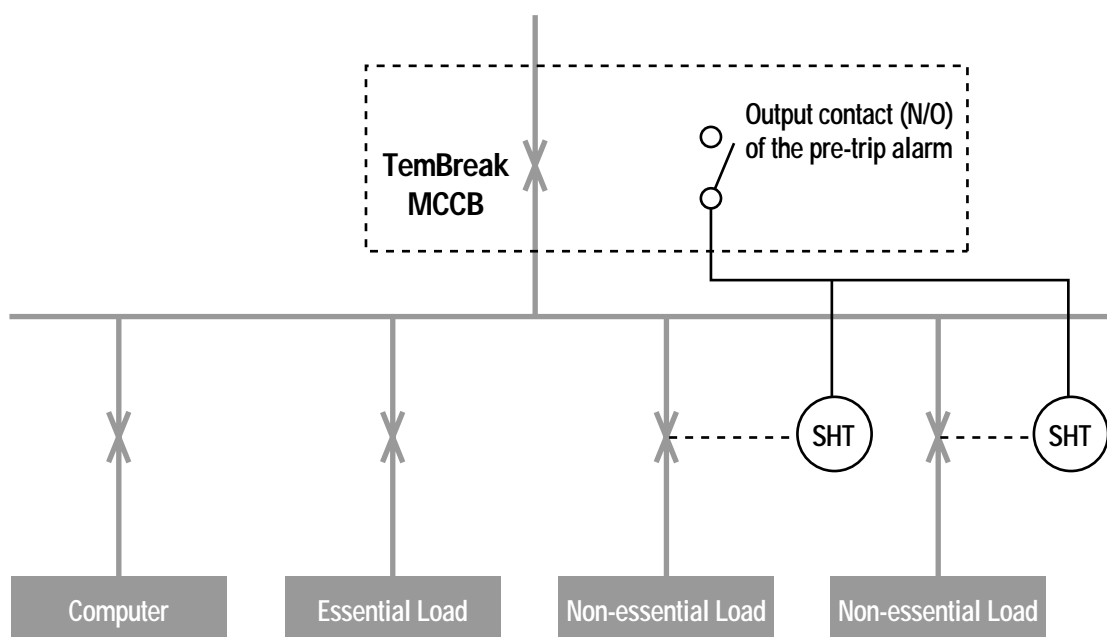 Output contact (N/O)
of the pre-trip alarm
TemBreak
MCCB
SHT
SHT
Computer
Essential Load
Non-essential Load
Non-essential Load